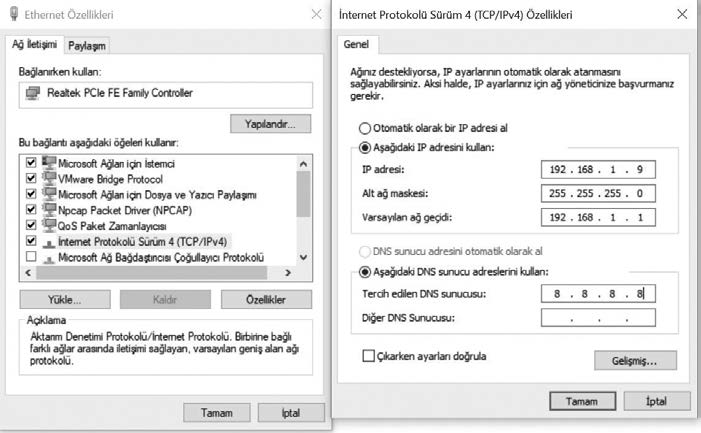 Ethernet Özellikleri
Ağ İletişimi
Paylaşım
Bağlanırken kullan:
Realtek PCIe FE Family Controller
Yapılandır...
Bu bağlantı aşağıdaki öğeleri kullanır:
Microsoft Ağları için İstemci
VMware Bridge Protocol
Microsoft Ağları için Dosya ve Yazıcı Paylaşımı
Npcap Packet Driver (NPCAP)
QoS Paket Zamanlayıcısı
İnternet Protokolü Sürüm 4 (TCP/IPv4)
Microsoft Ağ Bağdaştırıcısı Çoğullayıcı Protokolü
Yükle...
Kaldır
Özellikler
Açıklama
Aktarım Denetimi Protokolü/İnternet Protokolü. Birbirine bağlı
farklı ağlar arasında iletişimi sağlayan, varsayılan geniş alan ağı
protokolü.
Tamam
İptal
İnternet Protokolü Sürüm 4 (TCP/IPv4) Özellikleri
Genel
Ağınız destekliyorsa, IP ayarlarının otomatik olarak atanmasını
sağlayabilirsiniz. Aksi halde, IP ayarlarınız için ağ yöneticinize başvurmanız
gerekir.
Otomatik olarak bir IP adresi al
Aşağıdaki IP adresini kullan:
IP adresi: 192 . 168 . 1 . 9
Alt ağ maskesi: 255 . 255 . 255 . 0
Varsayılan ağ geçidi: 192 . 168 . 1 . 1
DNS sunucu adresini otomatik olarak al
Aşağıdaki DNS sunucu adreslerini kullan:
Tercih edilen DNS sunucusu: 8 . 8 . 8 . 8
Diğer DNS Sunucusu: . . .
Çıkarken ayarları doğrula
Gelişmiş...
Tamam
İptal